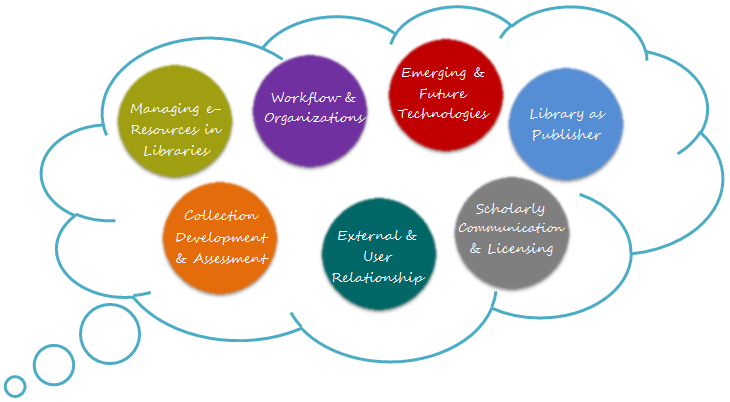 Managing e-
Resources in
Libraries
Workflow &
Organizations
Emerging &
Future
Technologies
Library as
Publisher
Collection
Development
& Assessment
External &
User
Relationship
Scholarly
Communication
& Licensing